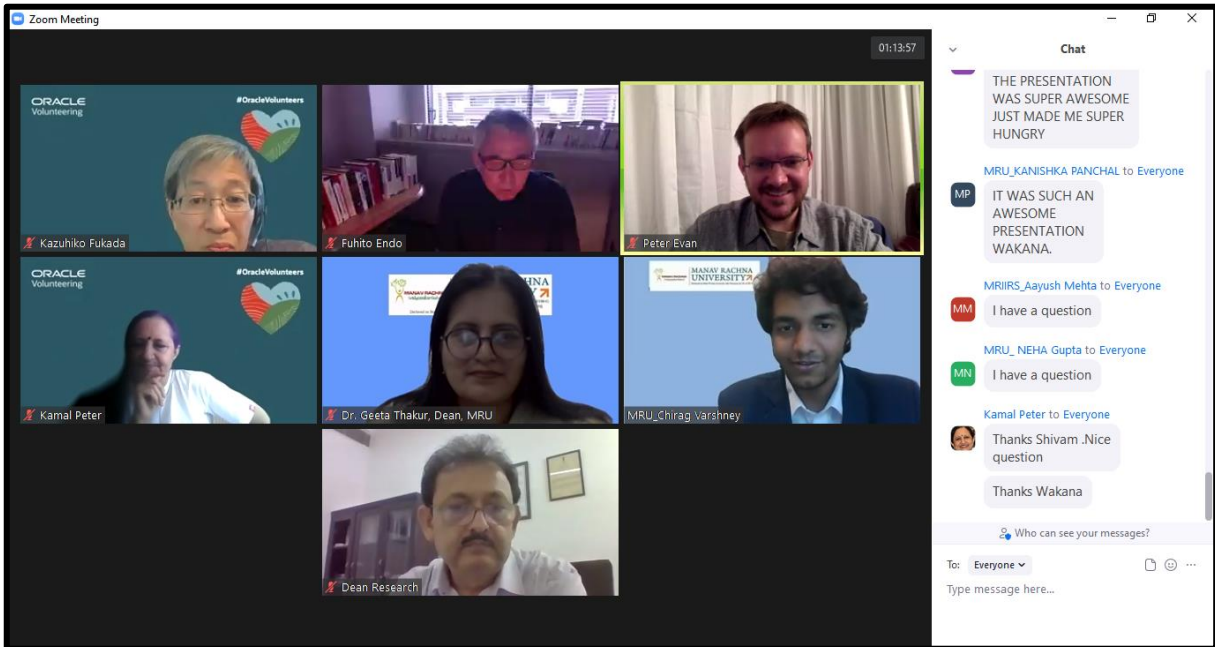 Zoom Meeting
01:13:57
ORACLE
Volunteering
#OracleVolunteers
Kazuhiko Fukada
Fuhito Endo
Peter Evan
ORACLE
Volunteering
#OracleVolunteers
Kamal Peter
MANAV RACHNA
Dr. Geeta Thakur, Dean, MRU
MANAV RACHNA
UNIVERSITY
MRU_Chirag Varshney
Dean Research
Chat
THE PRESENTATION
WAS SUPER AWESOME
JUST MADE ME SUPER
HUNGRY
MRU_KANISHKA PANCHAL to Everyone
MP
IT WAS SUCH AN
AWESOME
PRESENTATION
WAKANA.
MRIIRS_Aayush Mehta to Everyone
MM
I have a question
MRU_ NEHA Gupta to Everyone
MN
I have a question
Kamal Peter to Everyone
Thanks Shivam .Nice
question
Thanks Wakana
Who can see your messages?
To: Everyone
Type message here...